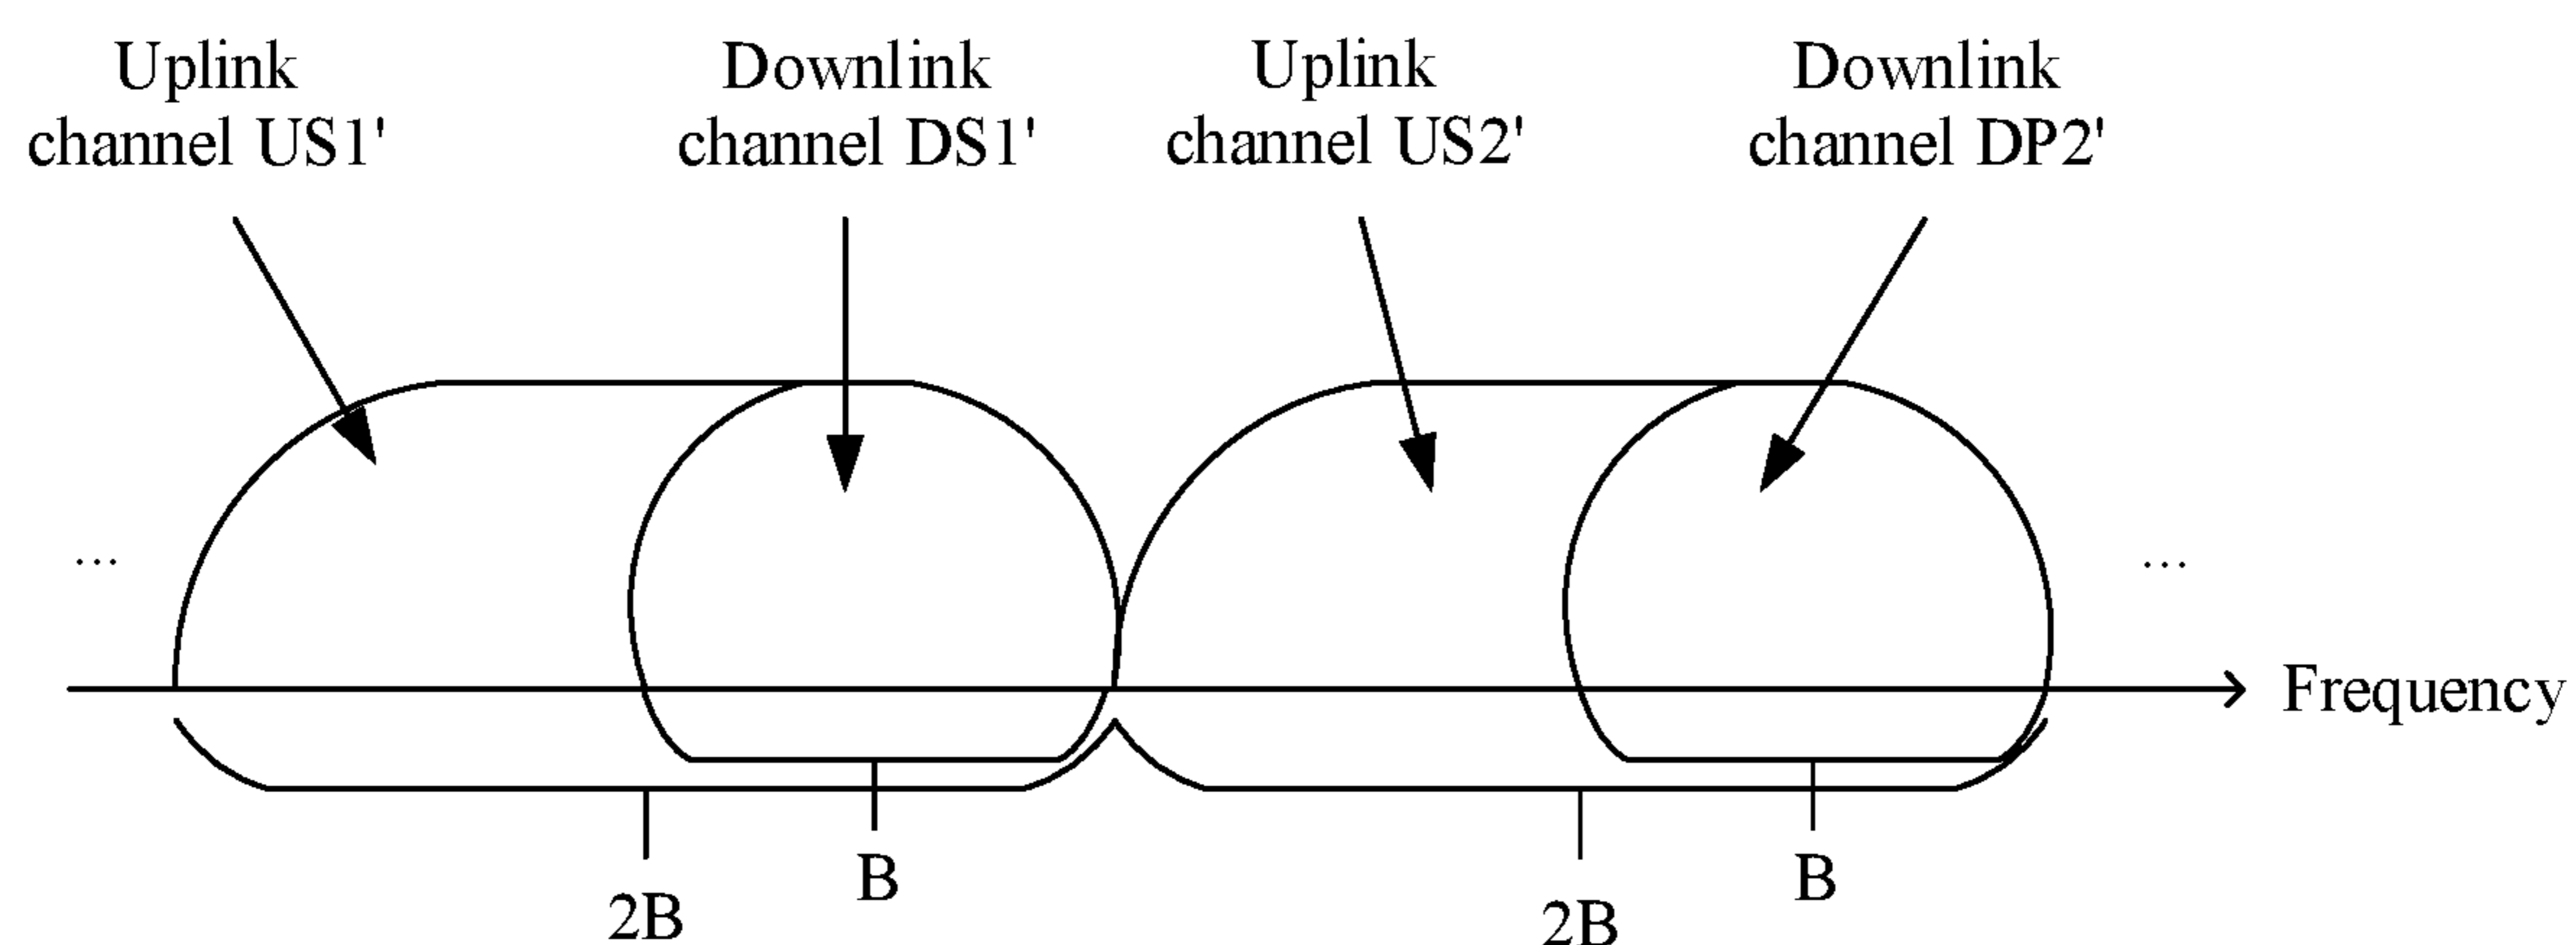 Uplink
channel US1'
Downlink
channel DS1'
Uplink
channel US2'
Downlink
channel DP2'
...
...
Frequency
B
2B
B
2B